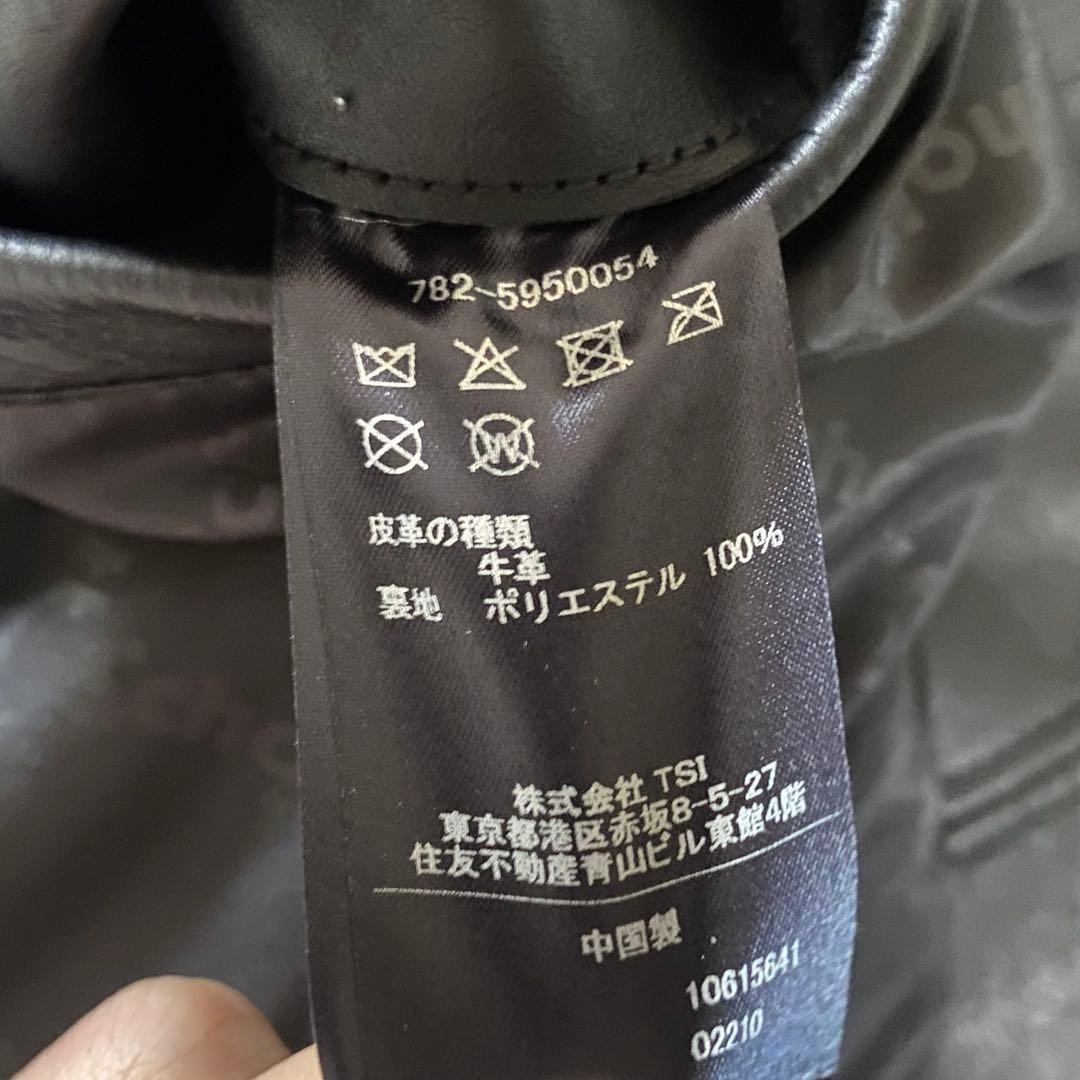 782-5950054
W
皮革の種類
牛革
裏地 ポリエステル 100%
株式会社 TSI
東京都港区赤坂8-5-27
住友不動産青山ビル東館4階
中国製
10615641
02210